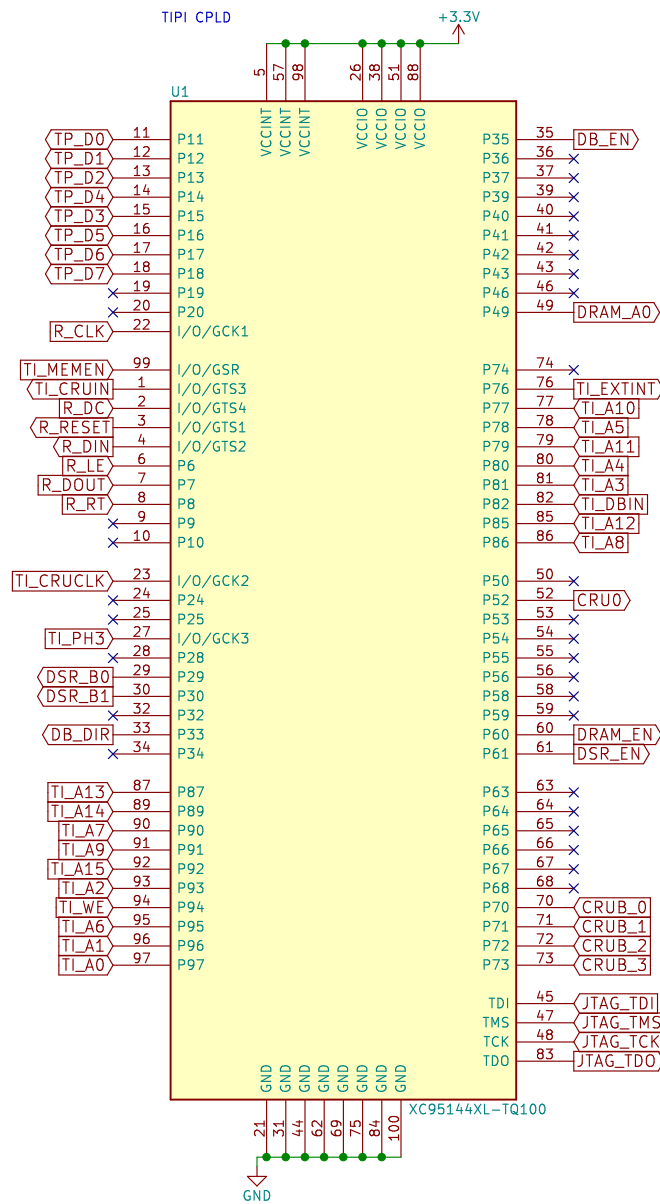 TIPI CPLD
+3.3V
5 57 98 26 38 51 88
U1
VCCINT VCCINT VCCINT VCCIO VCCIO VCCIO VCCIO
TP_D0 11 P11 P35 35 DB_EN
TP_D1 12 P12 P36 36
TP_D2 13 P13 P37 37
TP_D4 14 P14 P39 39
TP_D3 15 P15 P40 40
TP_D5 16 P16 P41 41
TP_D6 17 P17 P42 42
TP_D7 18 P18 P43 43
19 P19 P46 46
20 P20 P49 49 DRAM_A0
R_CLK 22 I/O/GCK1
TI_MEMEN 99 I/O/GSR P74 74
TI_CRUIN 1 I/O/GTS3 P76 76 TI_EXTINT
R_DC 2 I/O/GTS4 P77 77 TI_A10
R_RESET 3 I/O/GTS1 P78 78 TI_A5
R_DIN 4 I/O/GTS2 P79 79 TI_A11
R_LE 6 P6 P80 80 TI_A4
R_DOUT 7 P7 P81 81 TI_A3
R_RT 8 P8 P82 82 TI_DBIN
9 P9 P85 85 TI_A12
10 P10 P86 86 TI_A8
TI_CRUCLK 23 I/O/GCK2 P50 50
24 P24 P52 52 CRU0
25 P25 P53 53
TI_PH3 27 I/O/GCK3 P54 54
28 P28 P55 55
DSR_B0 29 P29 P56 56
DSR_B1 30 P30 P58 58
32 P32 P59 59
DB_DIR 33 P33 P60 60 DRAM_EN
34 P34 P61 61 DSR_EN
TI_A13 87 P87 P63 63
TI_A14 89 P89 P64 64
TI_A7 90 P90 P65 65
TI_A9 91 P91 P66 66
TI_A15 92 P92 P67 67
TI_A2 93 P93 P68 68
TI_WE 94 P94 P70 70 CRUB_0
TI_A6 95 P95 P71 71 CRUB_1
TI_A1 96 P96 P72 72 CRUB_2
TI_A0 97 P97 P73 73 CRUB_3
TDI 45 JTAG_TDI
TMS 47 JTAG_TMS
TCK 48 JTAG_TCK
TDO 83 JTAG_TDO
GND GND GND GND GND GND GND GND
XC95144XL-TQ100
21 31 44 62 69 75 84 100
GND